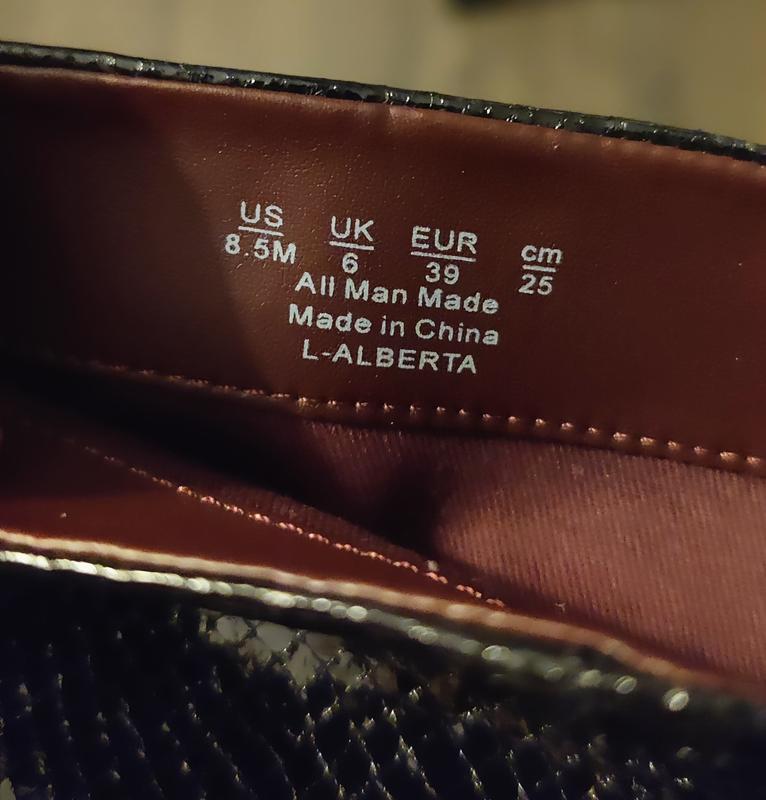 US UK EUR cm
8.5M 6 39 25
All Man Made
Made in China
L-ALBERTA